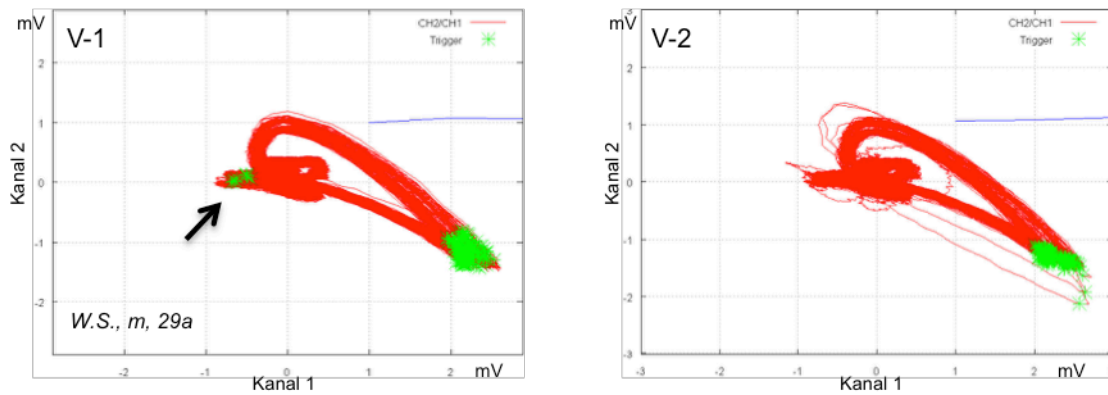 mV
V-1
CH2/CH1
Trigger
2
1
0
-1
-2
Kanal 2
W.S., m, 29a
-2
-1
0
1
2
mV
Kanal 1
mV
V-2
CH2/CH1
Trigger
3
2
1
0
-1
-2
-3
Kanal 2
-3
-2
-1
0
1
2
mV
Kanal 1